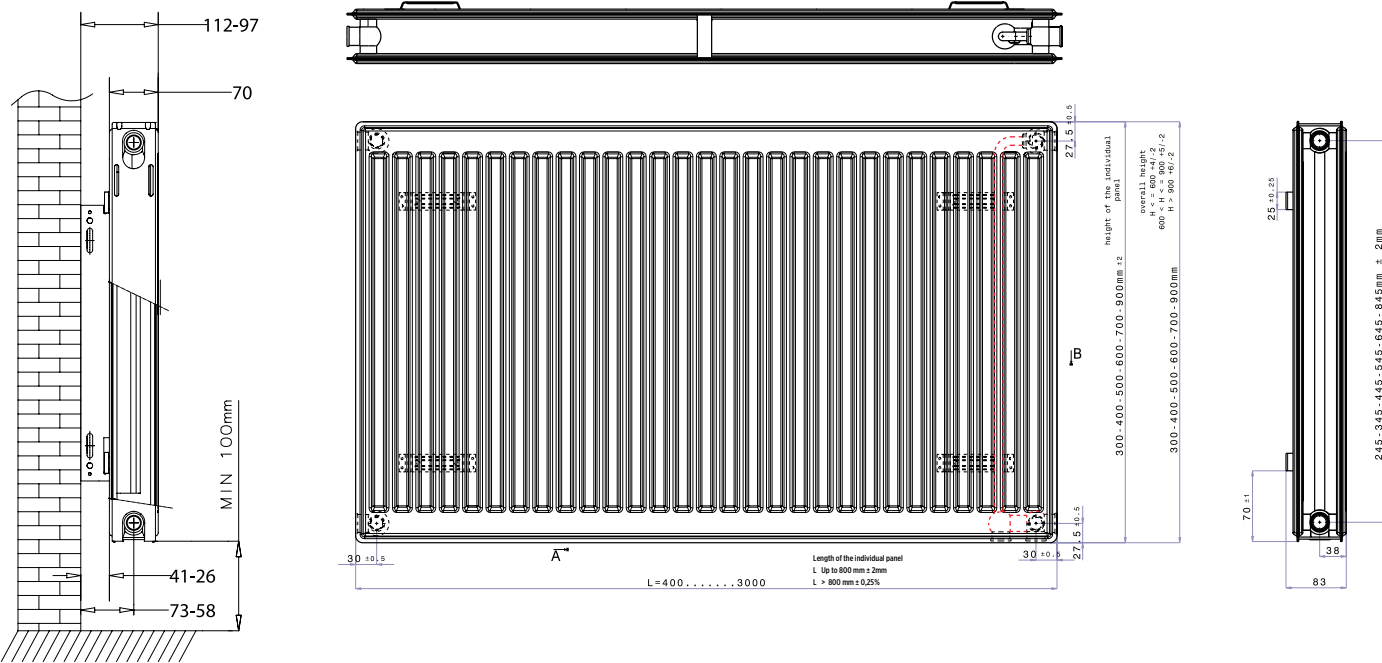 112-97
70
MIN 100mm
41-26
73-58
27.5 ±0.5
height of the individual
panel
300-400-500-600-700-900mm ±2
overall height
H < = 600 +4/-2
600 < H < = 900 +5/-2
H > 900 +6/-2
300-400-500-600-700-900mm
B
A
30 ±0.5
30 ±0.5
27.5 ±0.5
L=400.......3000
Length of the individual panel
L Up to 800 mm ± 2mm
L > 800 mm ± 0,25%
25 ±0.25
245-345-445-545-645-845mm ± 2mm
70 ±1
38
83